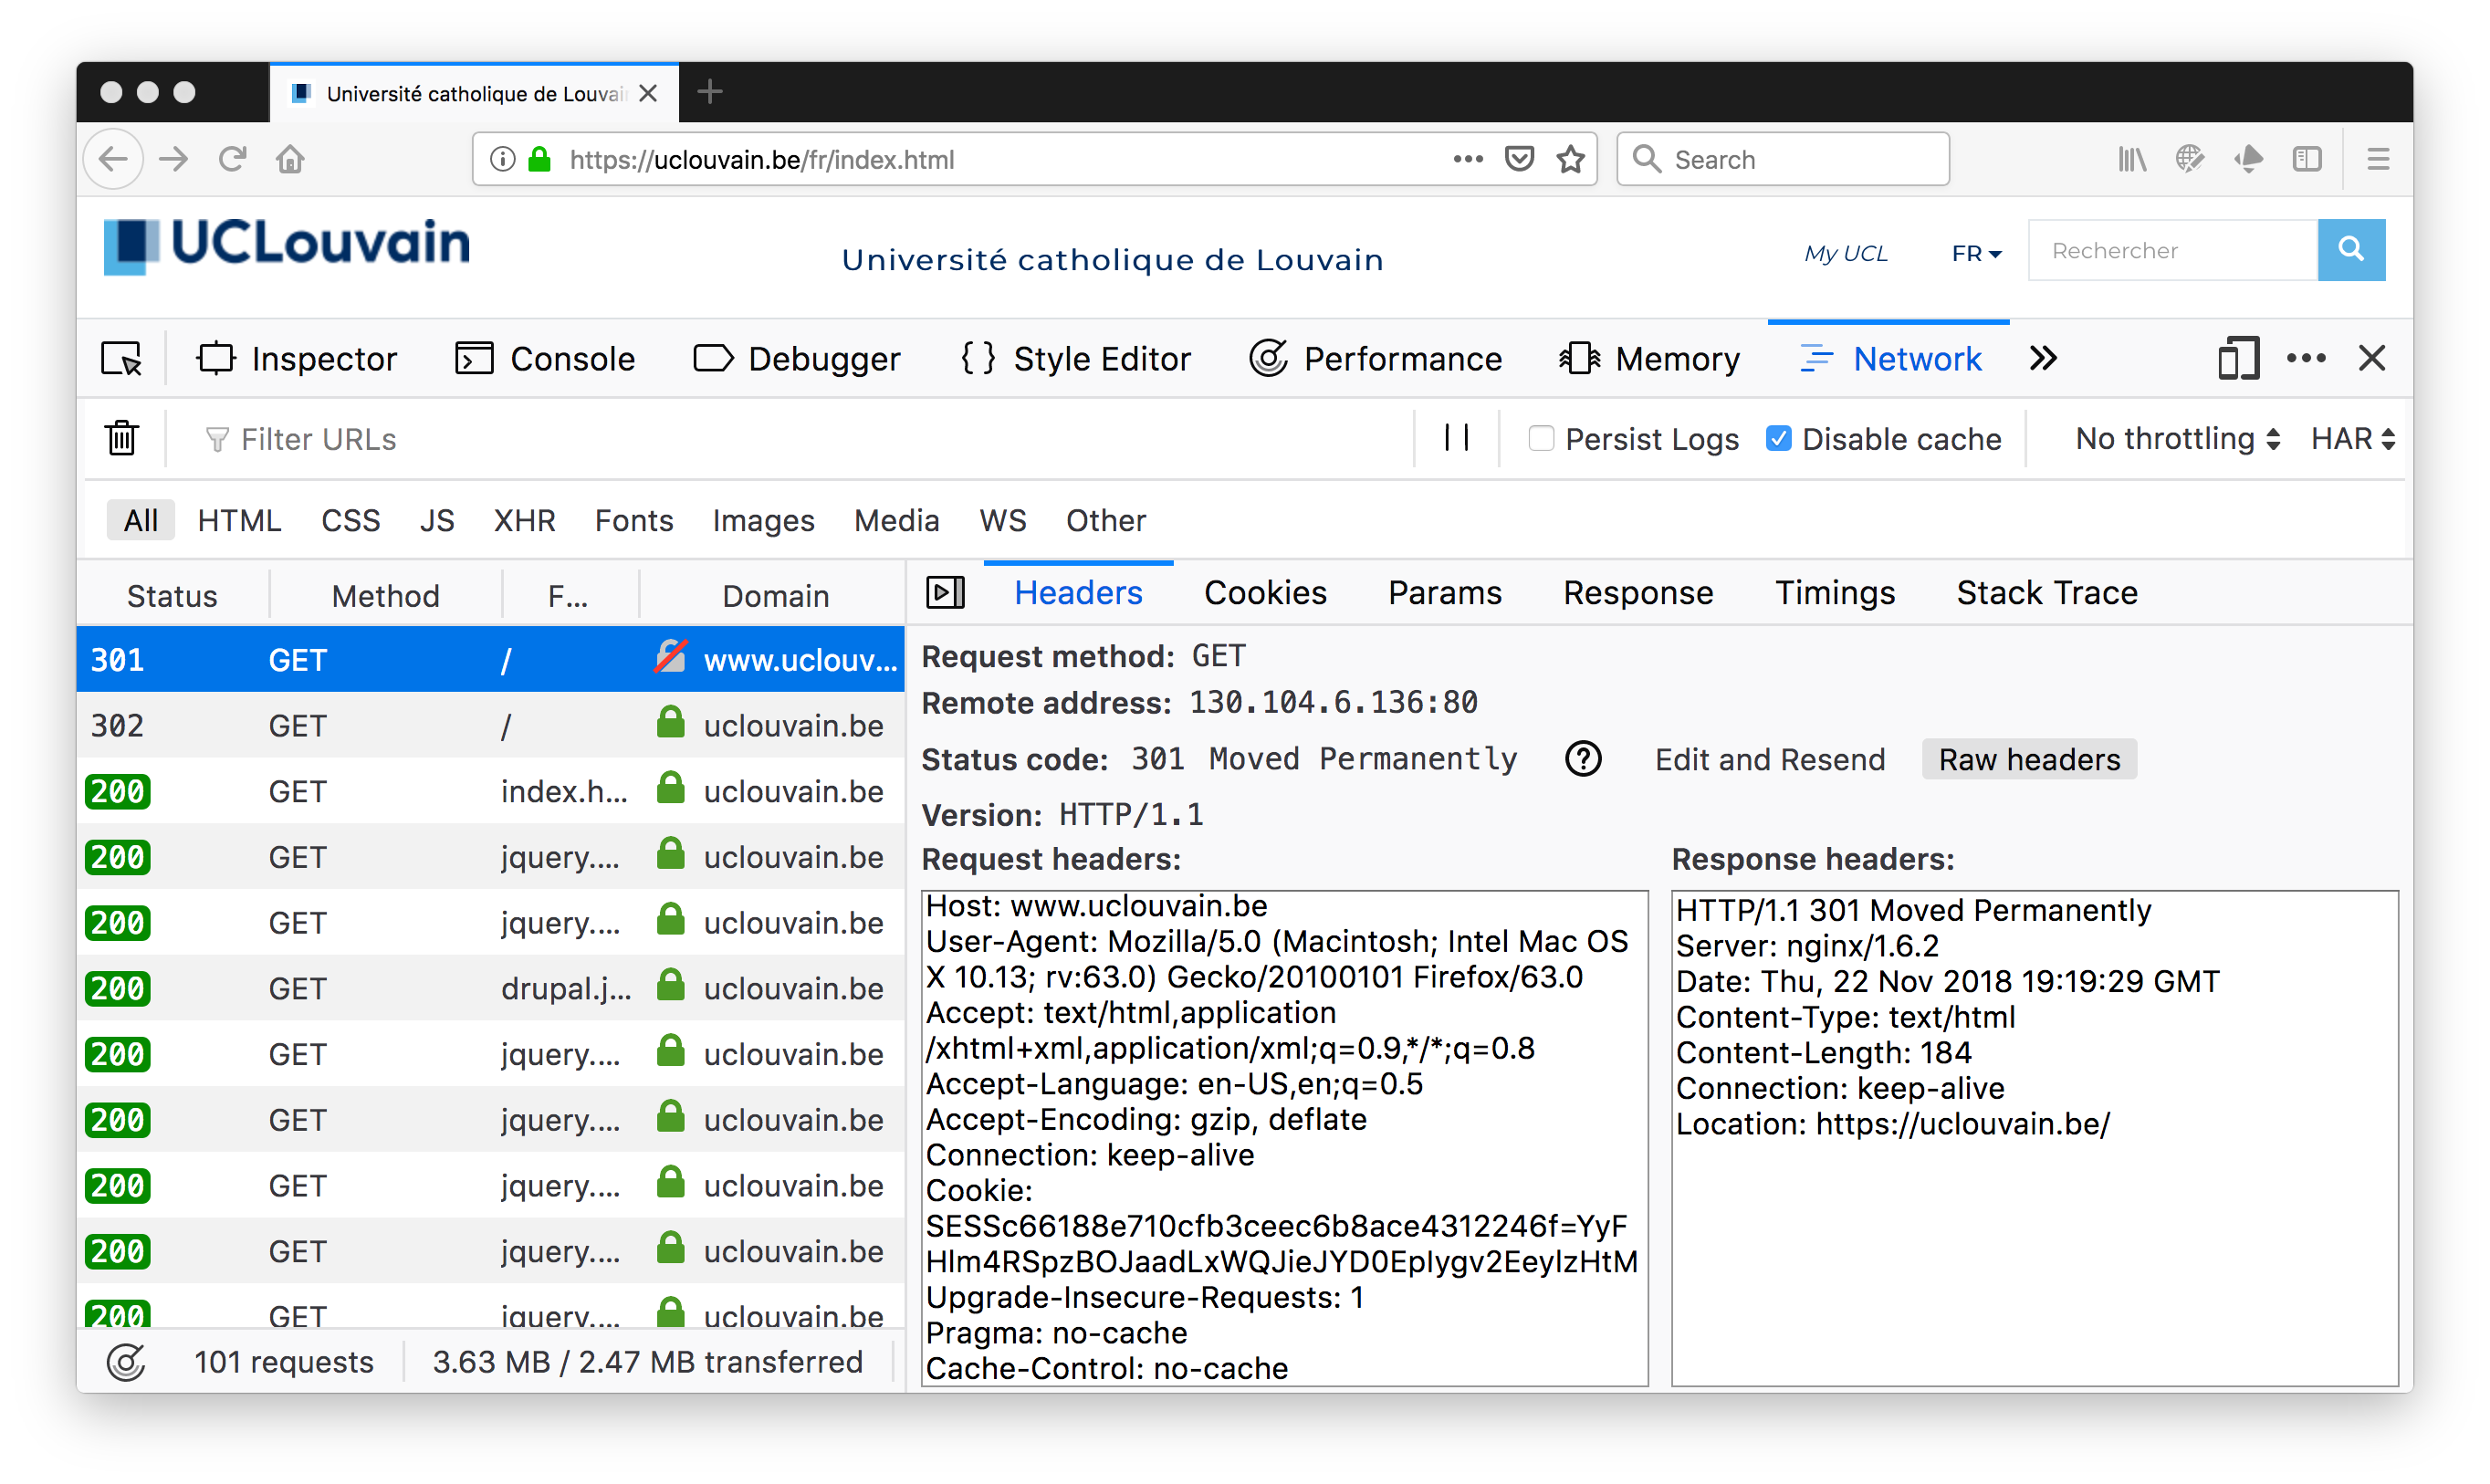 Université catholique de Louvain
https://uclouvain.be/fr/index.html
Search
UCLouvain
Université catholique de Louvain
My UCL
FR
Rechercher
Inspector
Console
Debugger
{ } Style Editor
Performance
Memory
Network
Filter URLs
Persist Logs
Disable cache
No throttling
HAR
All HTML CSS JS XHR Fonts Images Media WS Other
Status Method F... Domain
301 GET / www.uclouv...
302 GET / uclouvain.be
200 GET index.h... uclouvain.be
200 GET jquery.... uclouvain.be
200 GET jquery.... uclouvain.be
200 GET drupal.j... uclouvain.be
200 GET jquery.... uclouvain.be
200 GET jquery.... uclouvain.be
200 GET jquery.... uclouvain.be
200 GET jquery.... uclouvain.be
200 GET jquery.... uclouvain.be
101 requests
3.63 MB / 2.47 MB transferred
Headers Cookies Params Response Timings Stack Trace
Request method: GET
Remote address: 130.104.6.136:80
Status code: 301 Moved Permanently
Edit and Resend
Raw headers
Version: HTTP/1.1
Request headers:
Host: www.uclouvain.be
User-Agent: Mozilla/5.0 (Macintosh; Intel Mac OS
X 10.13; rv:63.0) Gecko/20100101 Firefox/63.0
Accept: text/html,application
/xhtml+xml,application/xml;q=0.9,*/*;q=0.8
Accept-Language: en-US,en;q=0.5
Accept-Encoding: gzip, deflate
Connection: keep-alive
Cookie:
SESSc66188e710cfb3ceec6b8ace4312246f=YyF
Hlm4RSpzBOJaadLxWQJieJYD0EpIygv2EeylzHtM
Upgrade-Insecure-Requests: 1
Pragma: no-cache
Cache-Control: no-cache
Response headers:
HTTP/1.1 301 Moved Permanently
Server: nginx/1.6.2
Date: Thu, 22 Nov 2018 19:19:29 GMT
Content-Type: text/html
Content-Length: 184
Connection: keep-alive
Location: https://uclouvain.be/